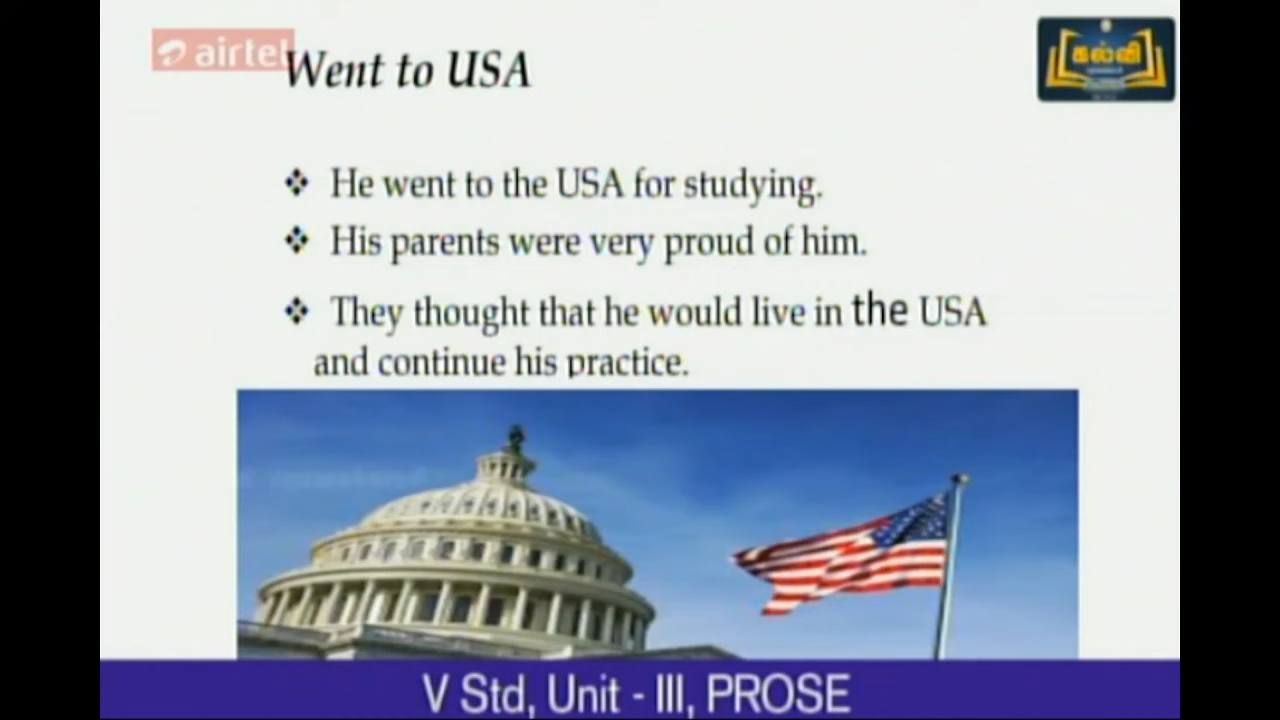 airtel
Went to USA
கல்வி
❖ He went to the USA for studying.
❖ His parents were very proud of him.
❖ They thought that he would live in the USA
and continue his practice.
V Std, Unit - III, PROSE